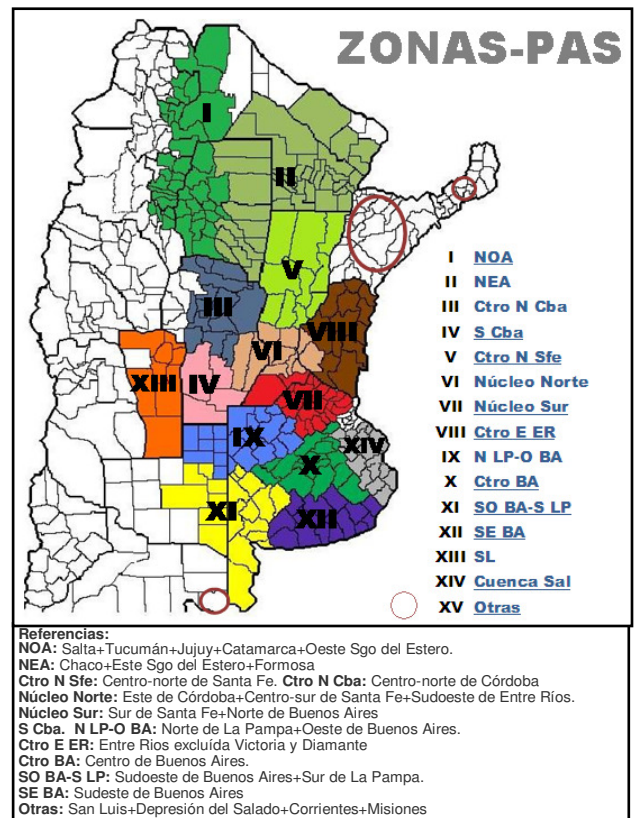 ZONAS-PAS
I
II
III
V
VIII
VI
XIII
IV
VII
IX
XIV
X
XI
XII
I NOA
II NEA
III Ctro N Cba
IV S Cba
V Ctro N Sfe
VI Núcleo Norte
VII Núcleo Sur
VIII Ctro E ER
IX N LP-O BA
X Ctro BA
XI SO BA-S LP
XII SE BA
XIII SL
XIV Cuenca Sal
XV Otras
Referencias:
NOA: Salta+Tucumán+Jujuy+Catamarca+Oeste Sgo del Estero.
NEA: Chaco+Este Sgo del Estero+Formosa
Ctro N Sfe: Centro-norte de Santa Fe. Ctro N Cba: Centro-norte de Córdoba
Núcleo Norte: Este de Córdoba+Centro-sur de Santa Fe+Sudoeste de Entre Ríos.
Núcleo Sur: Sur de Santa Fe+Norte de Buenos Aires
S Cba. N LP-O BA: Norte de La Pampa+Oeste de Buenos Aires.
Ctro E ER: Entre Rios excluída Victoria y Diamante
Ctro BA: Centro de Buenos Aires.
SO BA-S LP: Sudoeste de Buenos Aires+Sur de La Pampa.
SE BA: Sudeste de Buenos Aires
Otras: San Luis+Depresión del Salado+Corrientes+Misiones